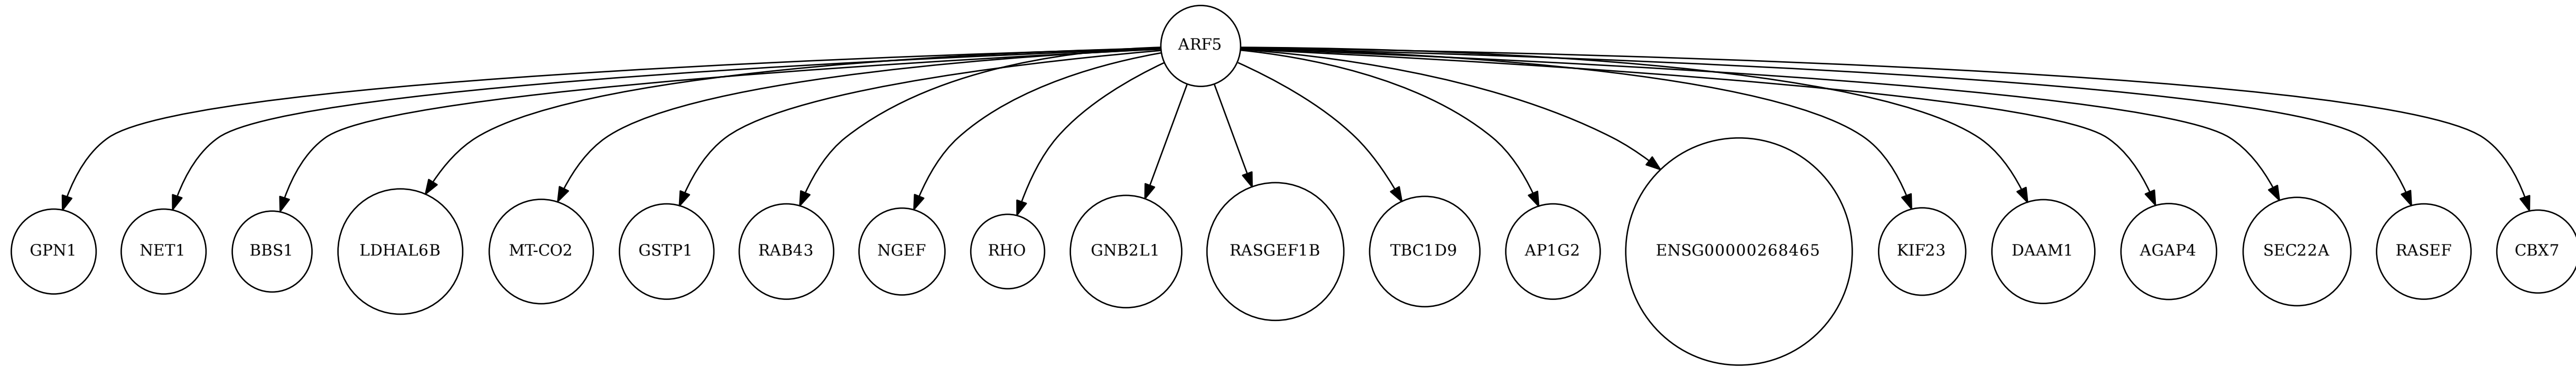 ARF5
GPN1 NET1 BBS1 LDHAL6B MT-CO2 GSTP1 RAB43 NGEF RHO GNB2L1 RASGEF1B TBC1D9 AP1G2 ENSG00000268465 KIF23 DAAM1 AGAP4 SEC22A RASEF CBX7